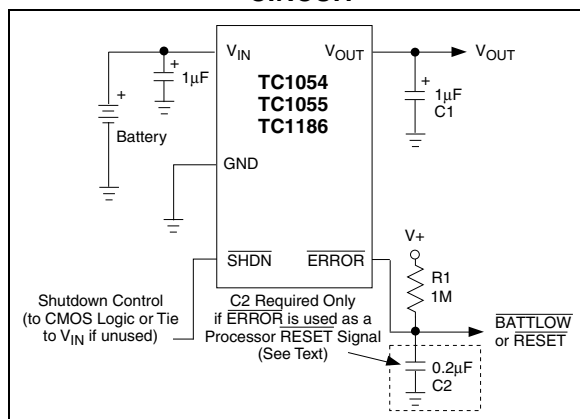 V_IN
V_OUT
V_OUT
+
1µF
+
Battery
TC1054
TC1055
TC1186
+
1µF
C1
GND
V+
SHDN
ERROR
R1
1M
Shutdown Control
(to CMOS Logic or Tie
to V_IN if unused)
C2 Required Only
if ERROR is used as a
Processor RESET Signal
(See Text)
BATTLOW
or RESET
0.2µF
C2